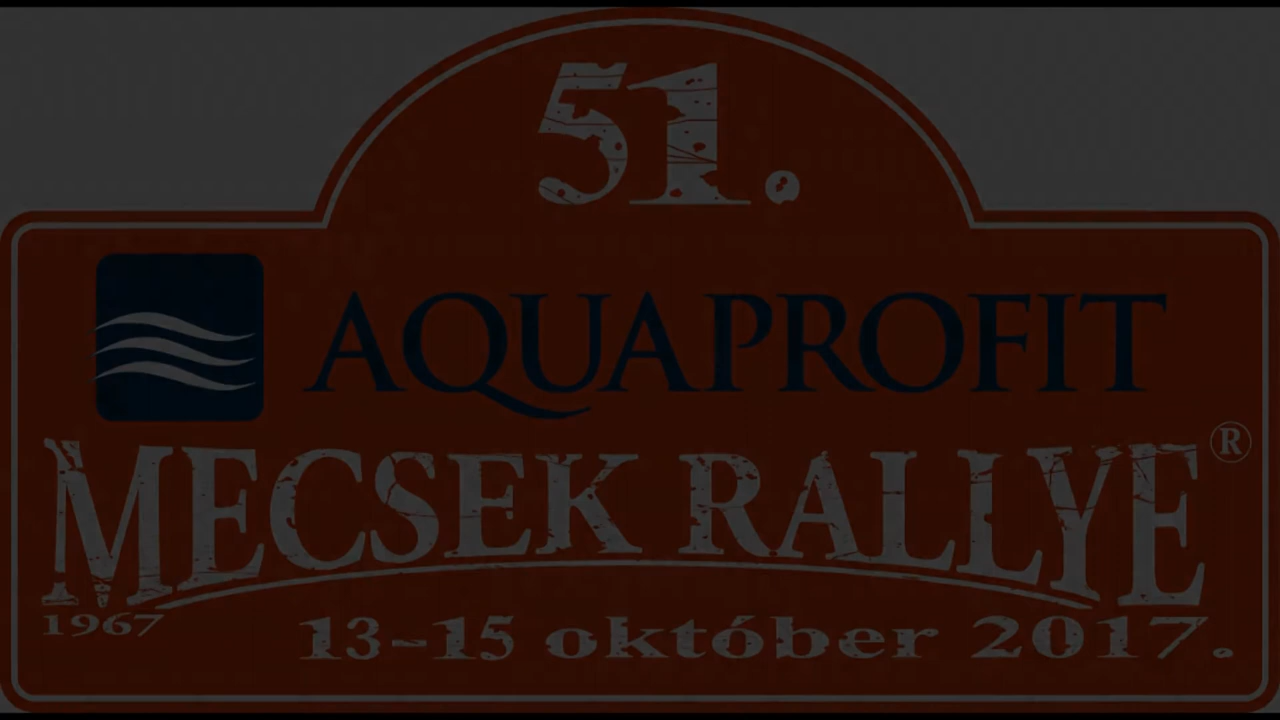 51.
AQUAPROFIT
MECSEK RALLYE®
1967
13-15 október 2017.